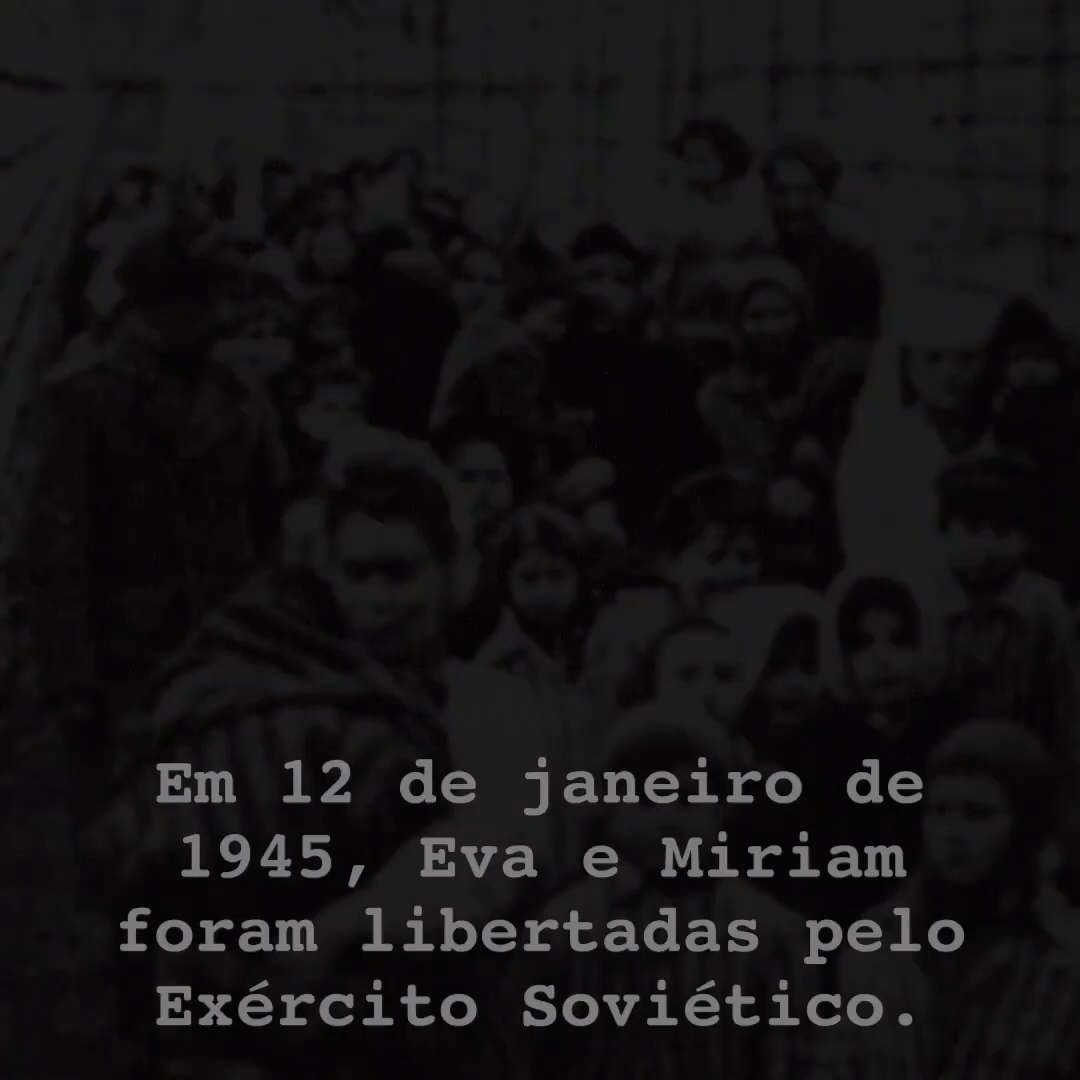 Em 12 de janeiro de
1945, Eva e Miriam
foram libertadas pelo
Exército Soviético.